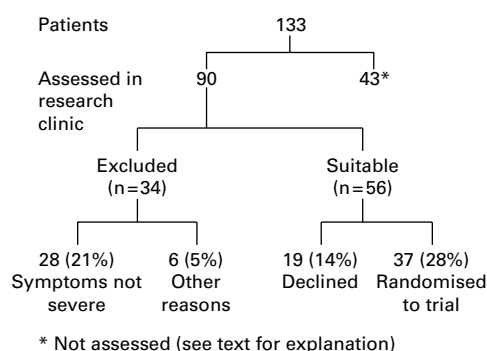 Patients 133
Assessed in research clinic 90 43*
Excluded (n=34) Suitable (n=56)
28 (21%) Symptoms not severe 6 (5%) Other reasons 19 (14%) Declined 37 (28%) Randomised to trial
* Not assessed (see text for explanation)